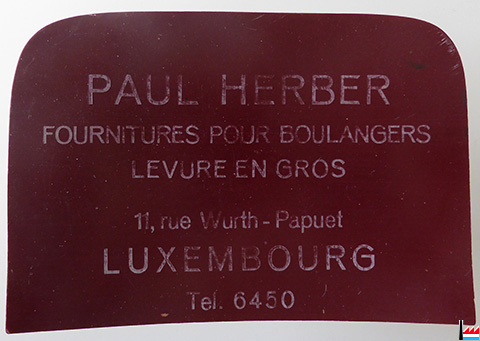 PAUL HERBER
FOURNITURES POUR BOULANGERS
LEVURE EN GROS
11, rue Wurth-Papuet
LUXEMBOURG
Tel. 6450